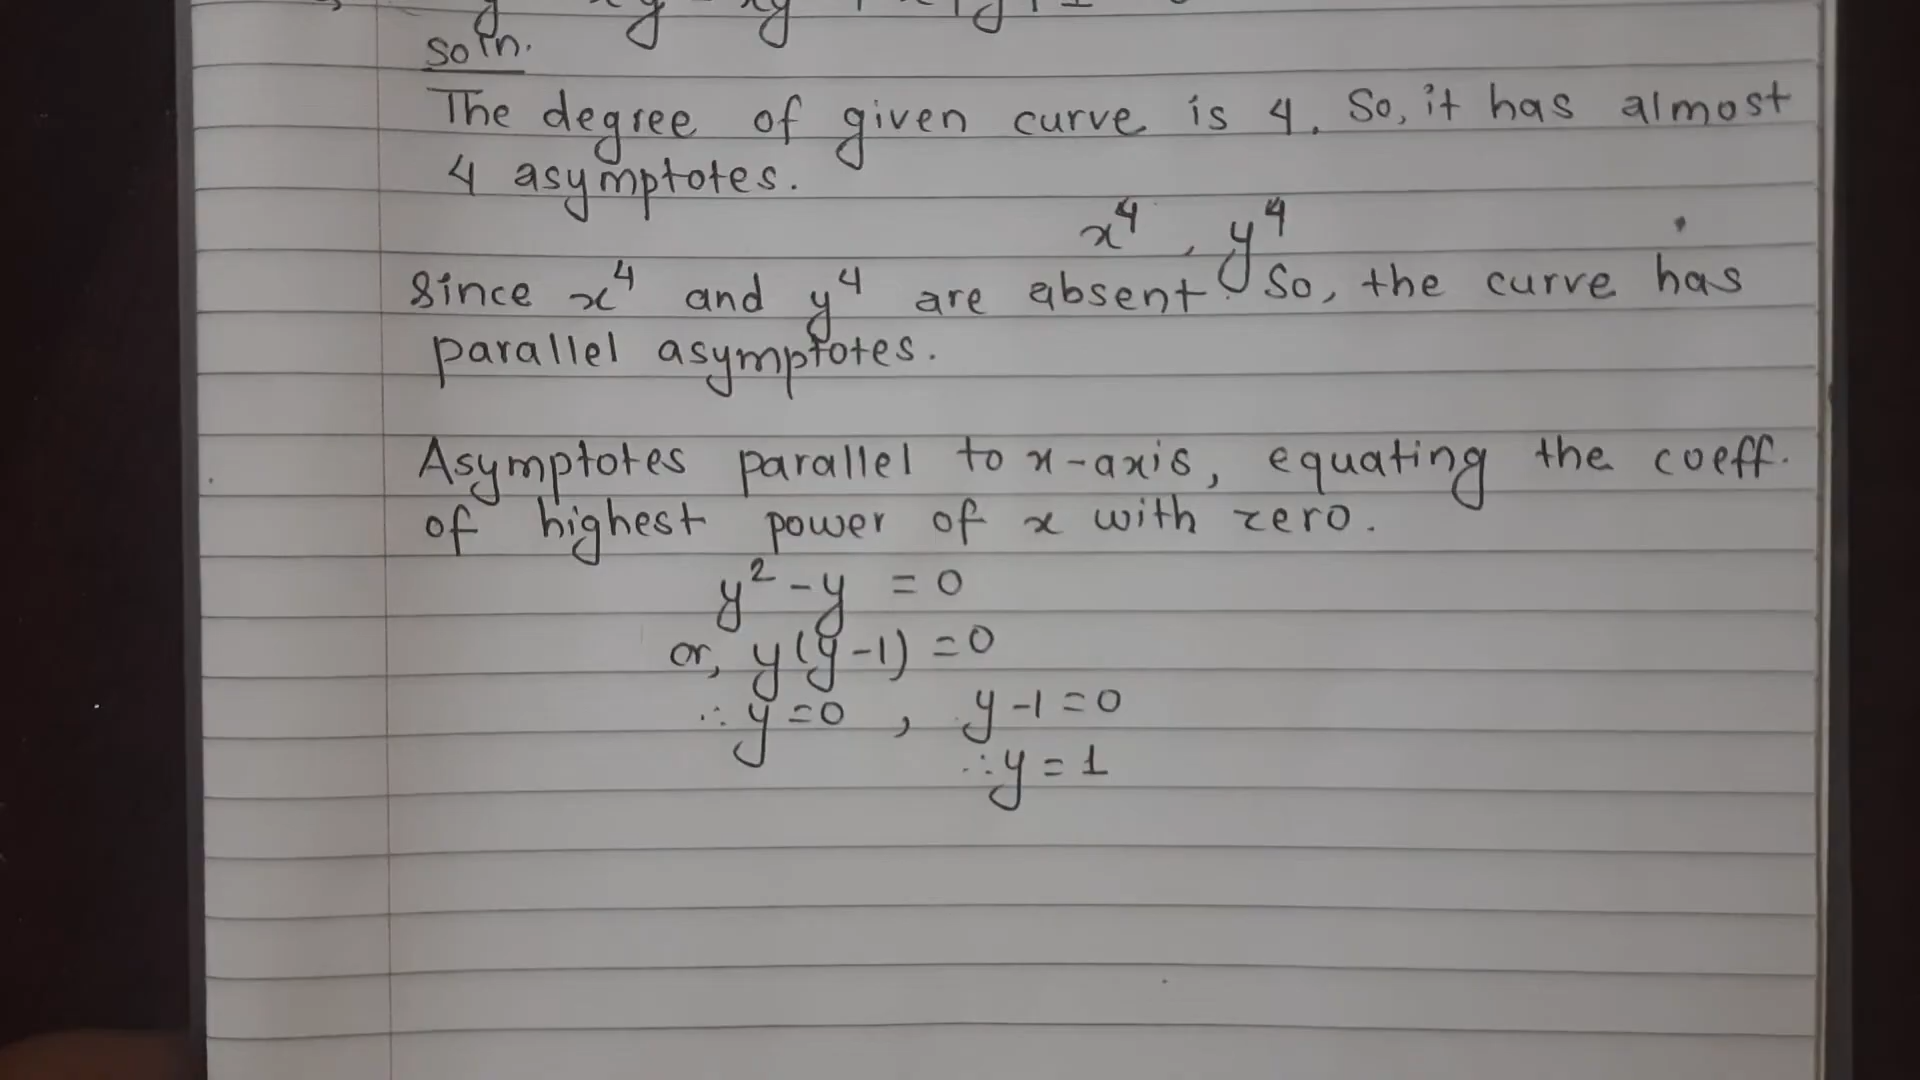 soln.
The degree of given curve is 4. So, it has almost
4 asymptotes.
x⁴, y⁴
Since x⁴ and y⁴ are absent. So, the curve has
parallel asymptotes.
Asymptotes parallel to x-axis, equating the coeff.
of highest power of x with zero.
y² - y = 0
or, y(y-1) = 0
∴ y = 0 , y - 1 = 0
∴ y = 1